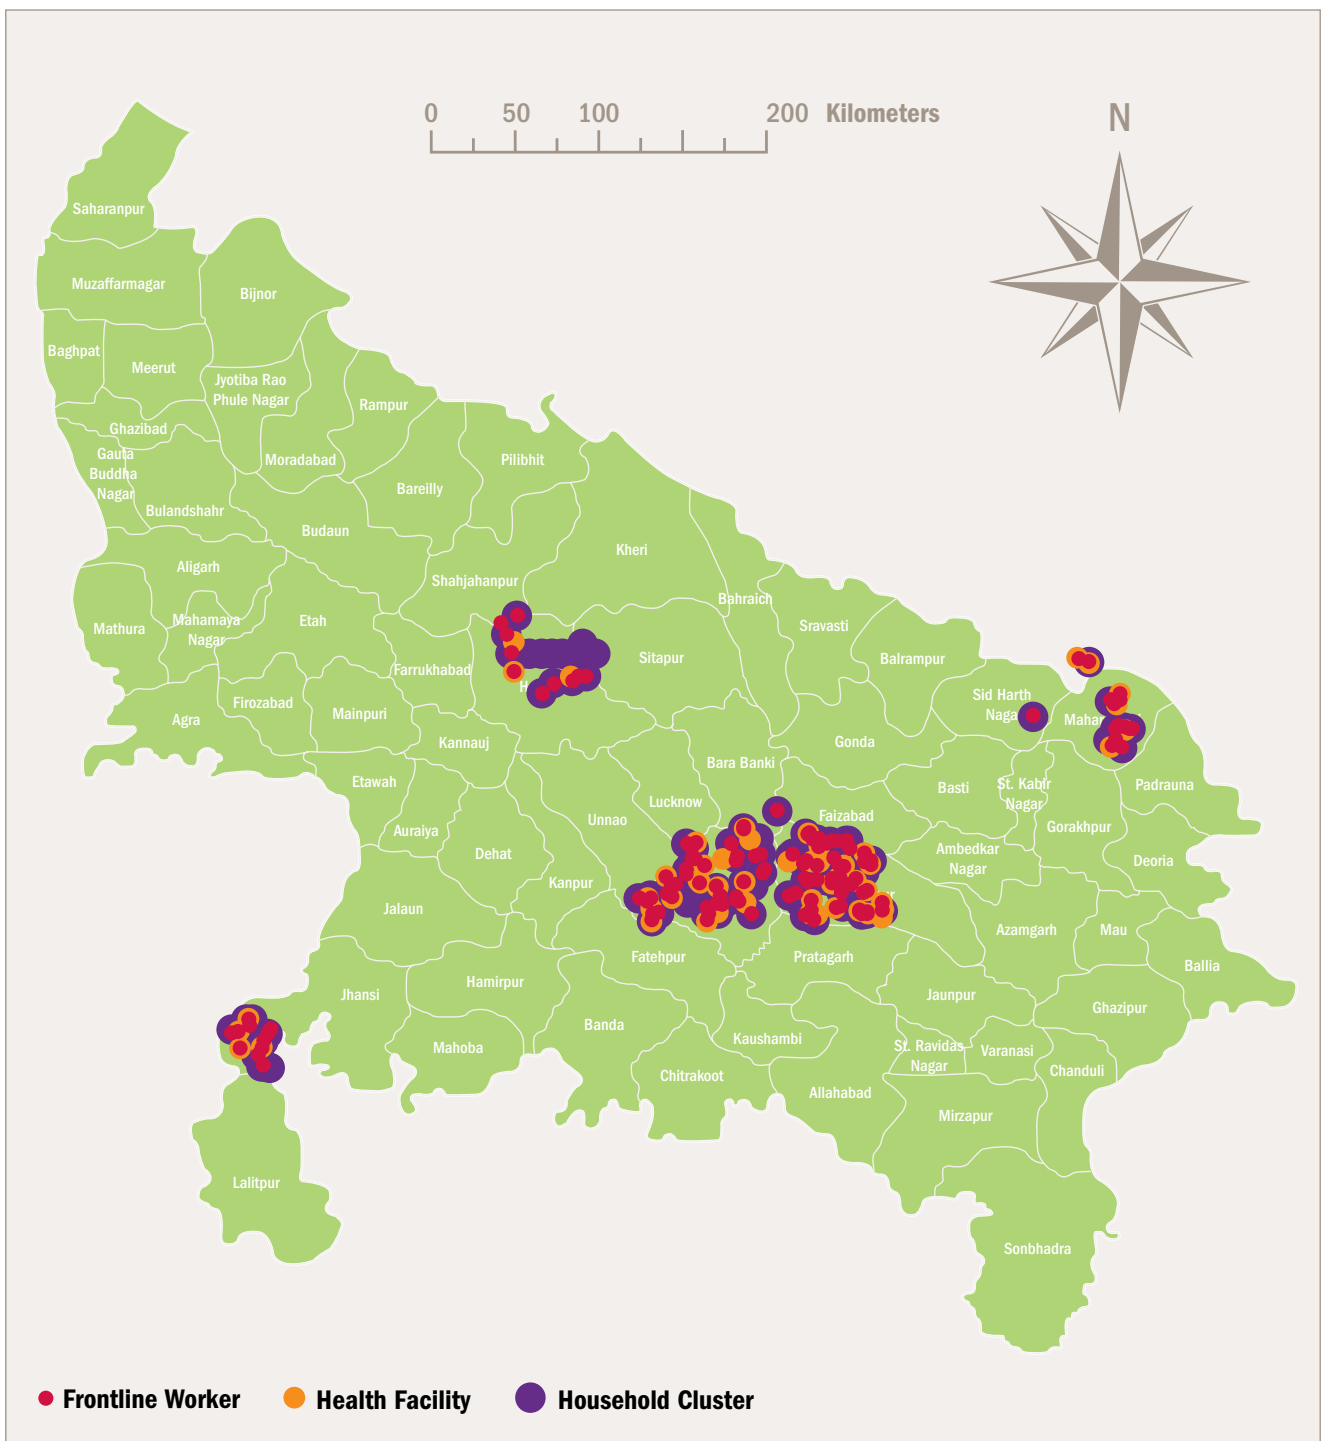 0 50 100 200 Kilometers
N
Saharanpur
Muzaffarmagar
Bijnor
Baghpat
Meerut
Jyotiba Rao
Phule Nagar
Rampur
Ghazibad
Moradabad
Pilibhit
Gauta
Buddha
Nagar
Bareilly
Bulandshahr
Budaun
Kheri
Aligarh
Shahjahanpur
Bahraich
Mathura
Mahamaya
Nagar
Etah
Sravasti
Farrukhabad
Sitapur
Balrampur
Agra
Firozabad
Mainpuri
Sid Harth
Naga
Mahar
Kannauj
Gonda
Bara Banki
Etawah
Lucknow
Basti
St. Kabir
Nagar
Padrauna
Unnao
Faizabad
Gorakhpur
Auraiya
Dehat
Ambedkar
Nagar
Deoria
Kanpur
Jalaun
Azamgarh
Mau
Fatehpur
Pratagarh
Ballia
Hamirpur
Jhansi
Jaunpur
Ghazipur
Banda
Kaushambi
Mahoba
St. Ravidas
Nagar
Varanasi
Chitrakoot
Chanduli
Allahabad
Mirzapur
Lalitpur
Sonbhadra
Frontline Worker
Health Facility
Household Cluster